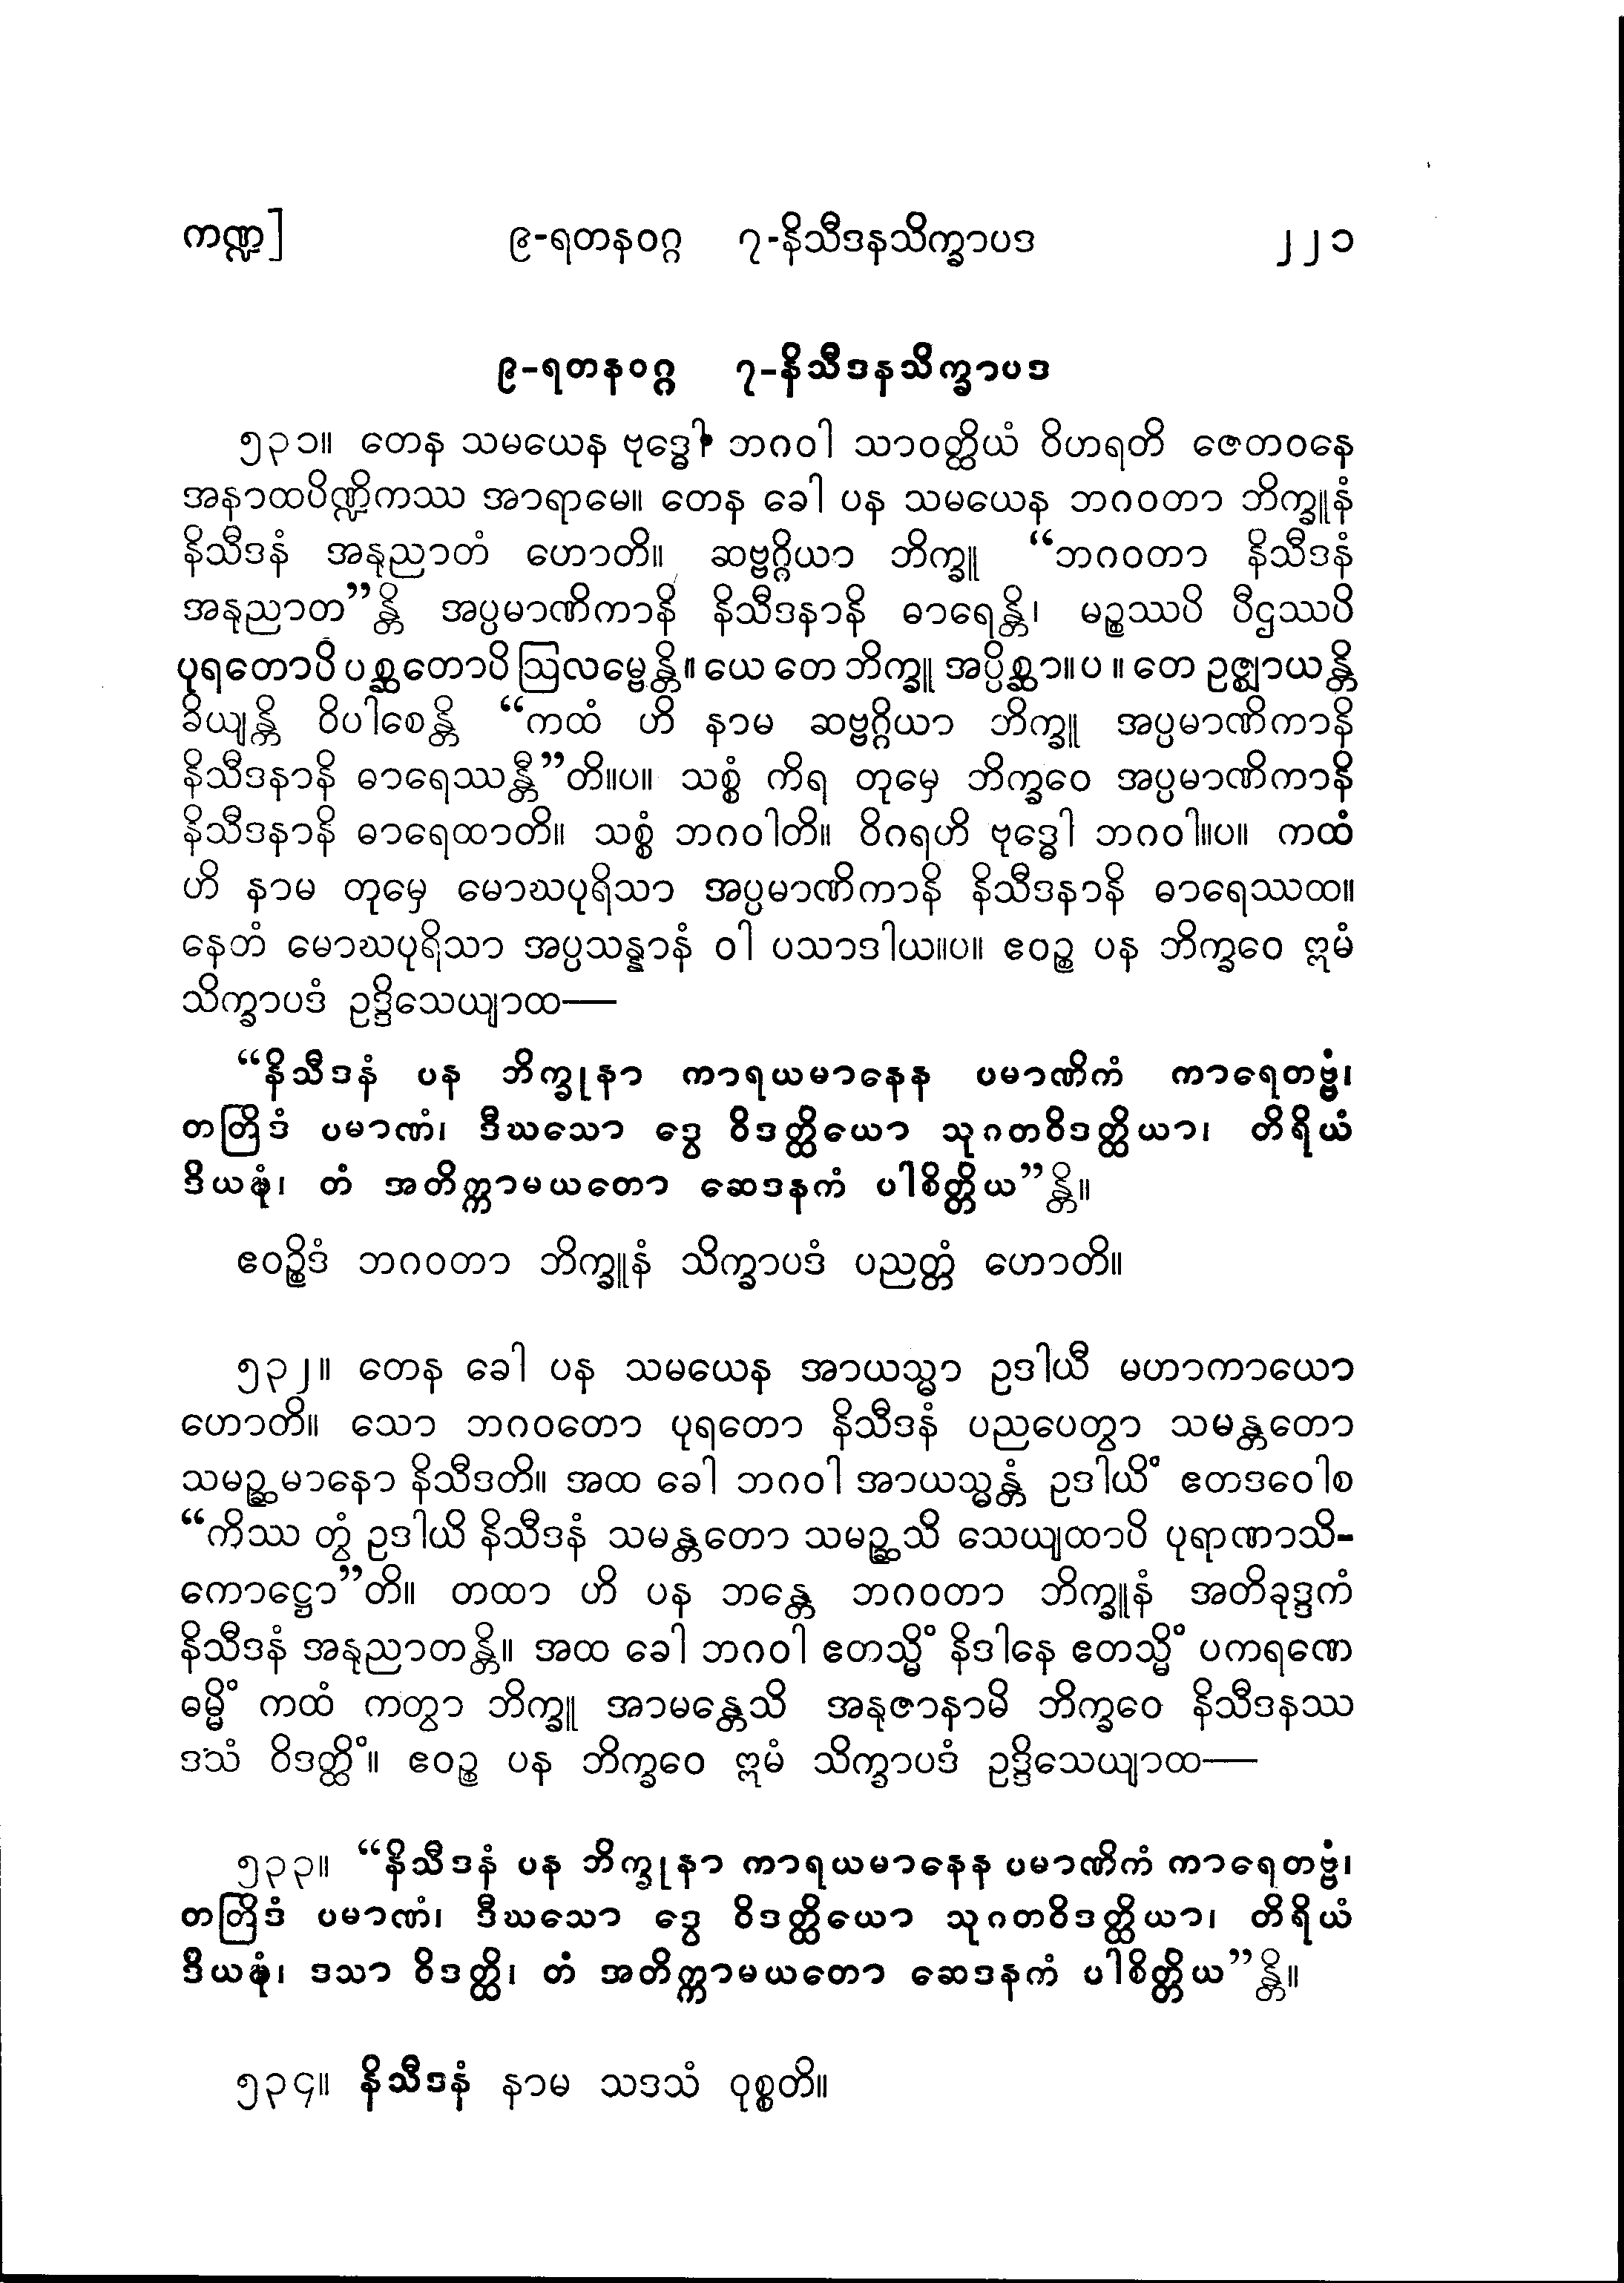 ကဏ္ဍ] ၉-ရတနဝဂ္ဂ ၇-နိသီဒနသိက္ခာပဒ ၂၂၁
၉-ရတနဝဂ္ဂ ၇-နိသီဒနသိက္ခာပဒ
၅၃၁။ တေန သမယေန ဗုဒ္ဓေါ ဘဂဝါ သာဝတ္ထိယံ ဝိဟရတိ ဇေတဝနေ
အနာထပိဏ္ဍိကဿ အာရာမေ။ တေန ခေါ ပန သမယေန ဘဂဝတာ ဘိက္ခူနံ
နိသီဒနံ အနုညာတံ ဟောတိ။ ဆဗ္ဗဂ္ဂိယာ ဘိက္ခူ “ဘဂဝတာ နိသီဒနံ
အနုညာတ”န္တိ အပ္ပမာဏိကာနိ နိသီဒနာနိ ဓာရေန္တိ၊ မဉ္စဿပိ ပီဌဿပိ
ပုရတောပိ ပစ္ဆတောပိ ဩလမ္ဗေန္တိ။ ယေ တေ ဘိက္ခူ အပ္ပိစ္ဆာ။ပ။ တေ ဥဇ္ဈာယန္တိ
ခိယျန္တိ ဝိပါစေန္တိ “ကထံ ဟိ နာမ ဆဗ္ဗဂ္ဂိယာ ဘိက္ခူ အပ္ပမာဏိကာနိ
နိသီဒနာနိ ဓာရေဿန္တီ”တိ။ပ။ သစ္စံ ကိရ တုမှေ ဘိက္ခဝေ အပ္ပမာဏိကာနိ
နိသီဒနာနိ ဓာရေထာတိ။ သစ္စံ ဘဂဝါတိ။ ဝိဂရဟိ ဗုဒ္ဓေါ ဘဂဝါ။ပ။ ကထံ
ဟိ နာမ တုမှေ မောဃပုရိသာ အပ္ပမာဏိကာနိ နိသီဒနာနိ ဓာရေဿထ။
နေတံ မောဃပုရိသာ အပ္ပသန္နာနံ ဝါ ပသာဒါယ။ပ။ ဧဝဉ္စ ပန ဘိက္ခဝေ ဣမံ
သိက္ခာပဒံ ဥဒ္ဒိသေယျာထ—
“နိသီဒနံ ပန ဘိက္ခုနာ ကာရယမာနေန ပမာဏိကံ ကာရေတဗ္ဗံ၊
တတြိဒံ ပမာဏံ၊ ဒီဃသော ဒွေ ဝိဒတ္ထိယော သုဂတဝိဒတ္ထိယာ၊ တိရိယံ
ဒိယဍ္ဎံ၊ တံ အတိက္ကာမယတော ဆေဒနကံ ပါစိတ္တိယ”န္တိ။
ဧဝဉ္စိဒံ ဘဂဝတာ ဘိက္ခူနံ သိက္ခာပဒံ ပညတ္တံ ဟောတိ။
၅၃၂။ တေန ခေါ ပန သမယေန အာယသ္မာ ဥဒါယီ မဟာကာယော
ဟောတိ။ သော ဘဂဝတော ပုရတော နိသီဒနံ ပညပေတွာ သမန္တတော
သမဉ္ဆမာနော နိသီဒတိ။ အထ ခေါ ဘဂဝါ အာယသ္မန္တံ ဥဒါယိံ ဧတဒဝေါစ
“ကိဿ တွံ ဥဒါယိ နိသီဒနံ သမန္တတော သမဉ္ဆသိ သေယျထာပိ ပုရာဏာသိ-
ကောဋ္ဌော”တိ။ တထာ ဟိ ပန ဘန္တေ ဘဂဝတာ ဘိက္ခူနံ အတိခုဒ္ဒကံ
နိသီဒနံ အနုညာတန္တိ။ အထ ခေါ ဘဂဝါ ဧတသ္မိံ နိဒါနေ ဧတသ္မိံ ပကရဏေ
ဓမ္မိံ ကထံ ကတွာ ဘိက္ခူ အာမန္တေသိ အနုဇာနာမိ ဘိက္ခဝေ နိသီဒနဿ
ဒသံ ဝိဒတ္ထိံ။ ဧဝဉ္စ ပန ဘိက္ခဝေ ဣမံ သိက္ခာပဒံ ဥဒ္ဒိသေယျာထ—
၅၃၃။ “နိသီဒနံ ပန ဘိက္ခုနာ ကာရယမာနေန ပမာဏိကံ ကာရေတဗ္ဗံ၊
တတြိဒံ ပမာဏံ၊ ဒီဃသော ဒွေ ဝိဒတ္ထိယော သုဂတဝိဒတ္ထိယာ၊ တိရိယံ
ဒိယဍ္ဎံ၊ ဒသာ ဝိဒတ္ထိ၊ တံ အတိက္ကာမယတော ဆေဒနကံ ပါစိတ္တိယ”န္တိ။
၅၃၄။ နိသီဒနံ နာမ သဒသံ ဝုစ္စတိ။